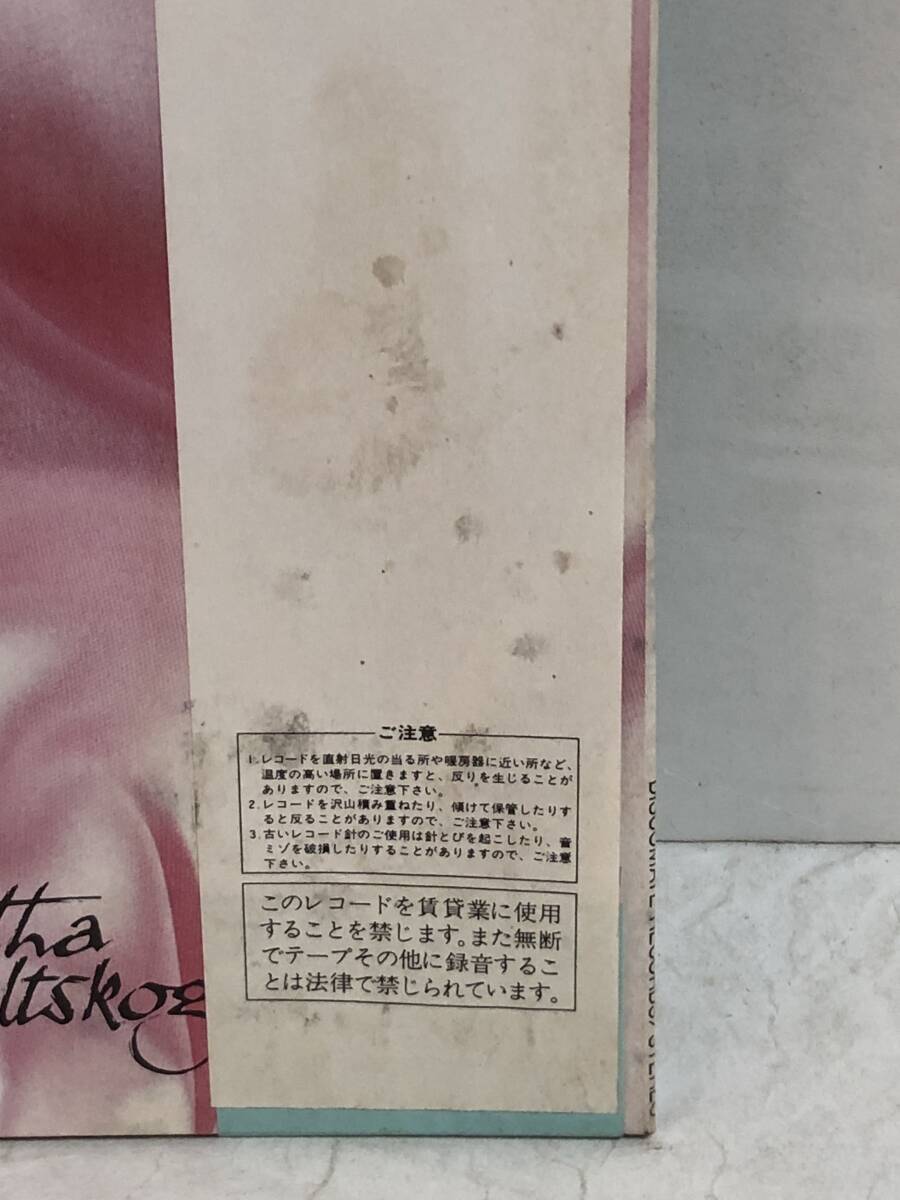 ご注意
1.レコードを直射日光の当る所や暖房器に近い所など、
温度の高い場所に置きますと、反りを生じることが
ありますので、ご注意下さい。
2.レコードを沢山積み重ねたり、傾けて保管したりす
ると反ることがありますので、ご注意下さい。
3.古いレコード針のご使用は針とびを起こしたり、音
ミゾを破損したりすることがありますので、ご注意
下さい。
このレコードを賃貸業に使用
することを禁じます。また無断
でテープその他に録音するこ
とは法律で禁じられています。
tha
ltskog
DISCOMATE RECORDS/STEREO